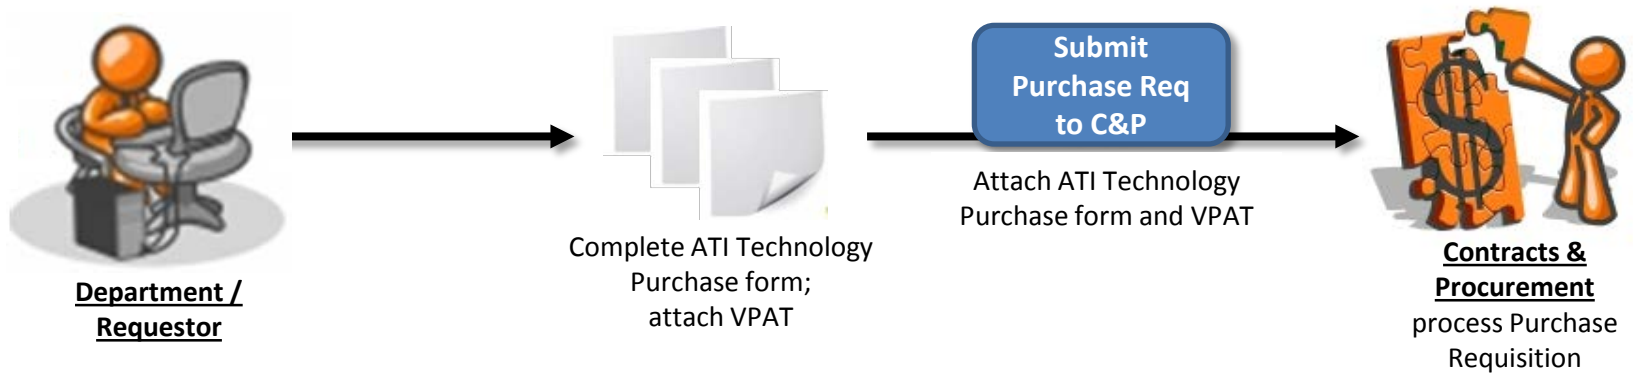 Department /
Requestor
Complete ATI Technology
Purchase form;
attach VPAT
Submit
Purchase Req
to C&P
Attach ATI Technology
Purchase form and VPAT
Contracts &
Procurement
process Purchase
Requisition